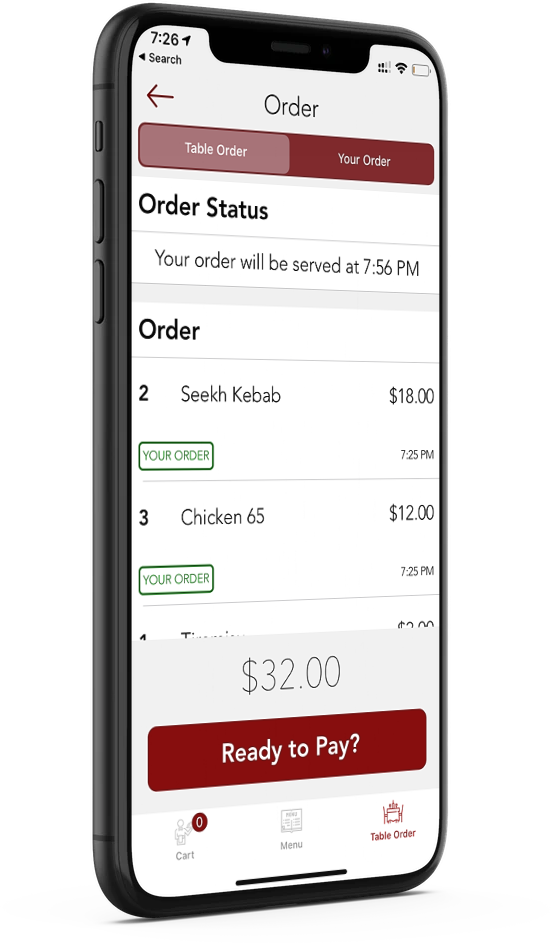 7:26
Search
Order
Table Order
Your Order
Order Status
Your order will be served at 7:56 PM
Order
2 Seekh Kebab $18.00
YOUR ORDER 7:25 PM
3 Chicken 65 $12.00
YOUR ORDER 7:25 PM
$32.00
Ready to Pay?
0
Cart
MENU
Menu
Table Order